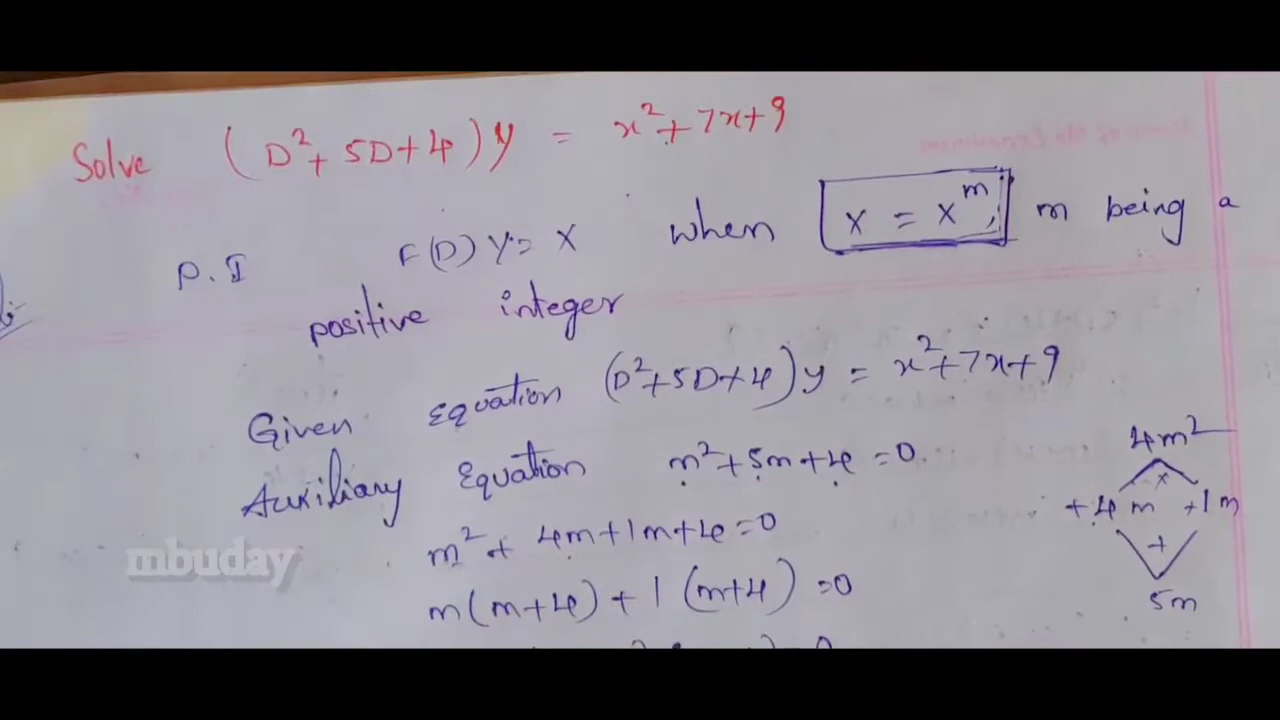 Solve (D²+ 5D+4)y = x²+7x+9
P.I F(D) y= X when X = x^m, m being a
positive integer
Given Equation (D²+5D+4)y = x²+7x+9
Auxiliary Equation m²+5m+4 =0.
m²+ 4m+1m+4=0
m(m+4) + 1 (m+4) =0
4m²
x
+4m +1m
+
5m
mbuday